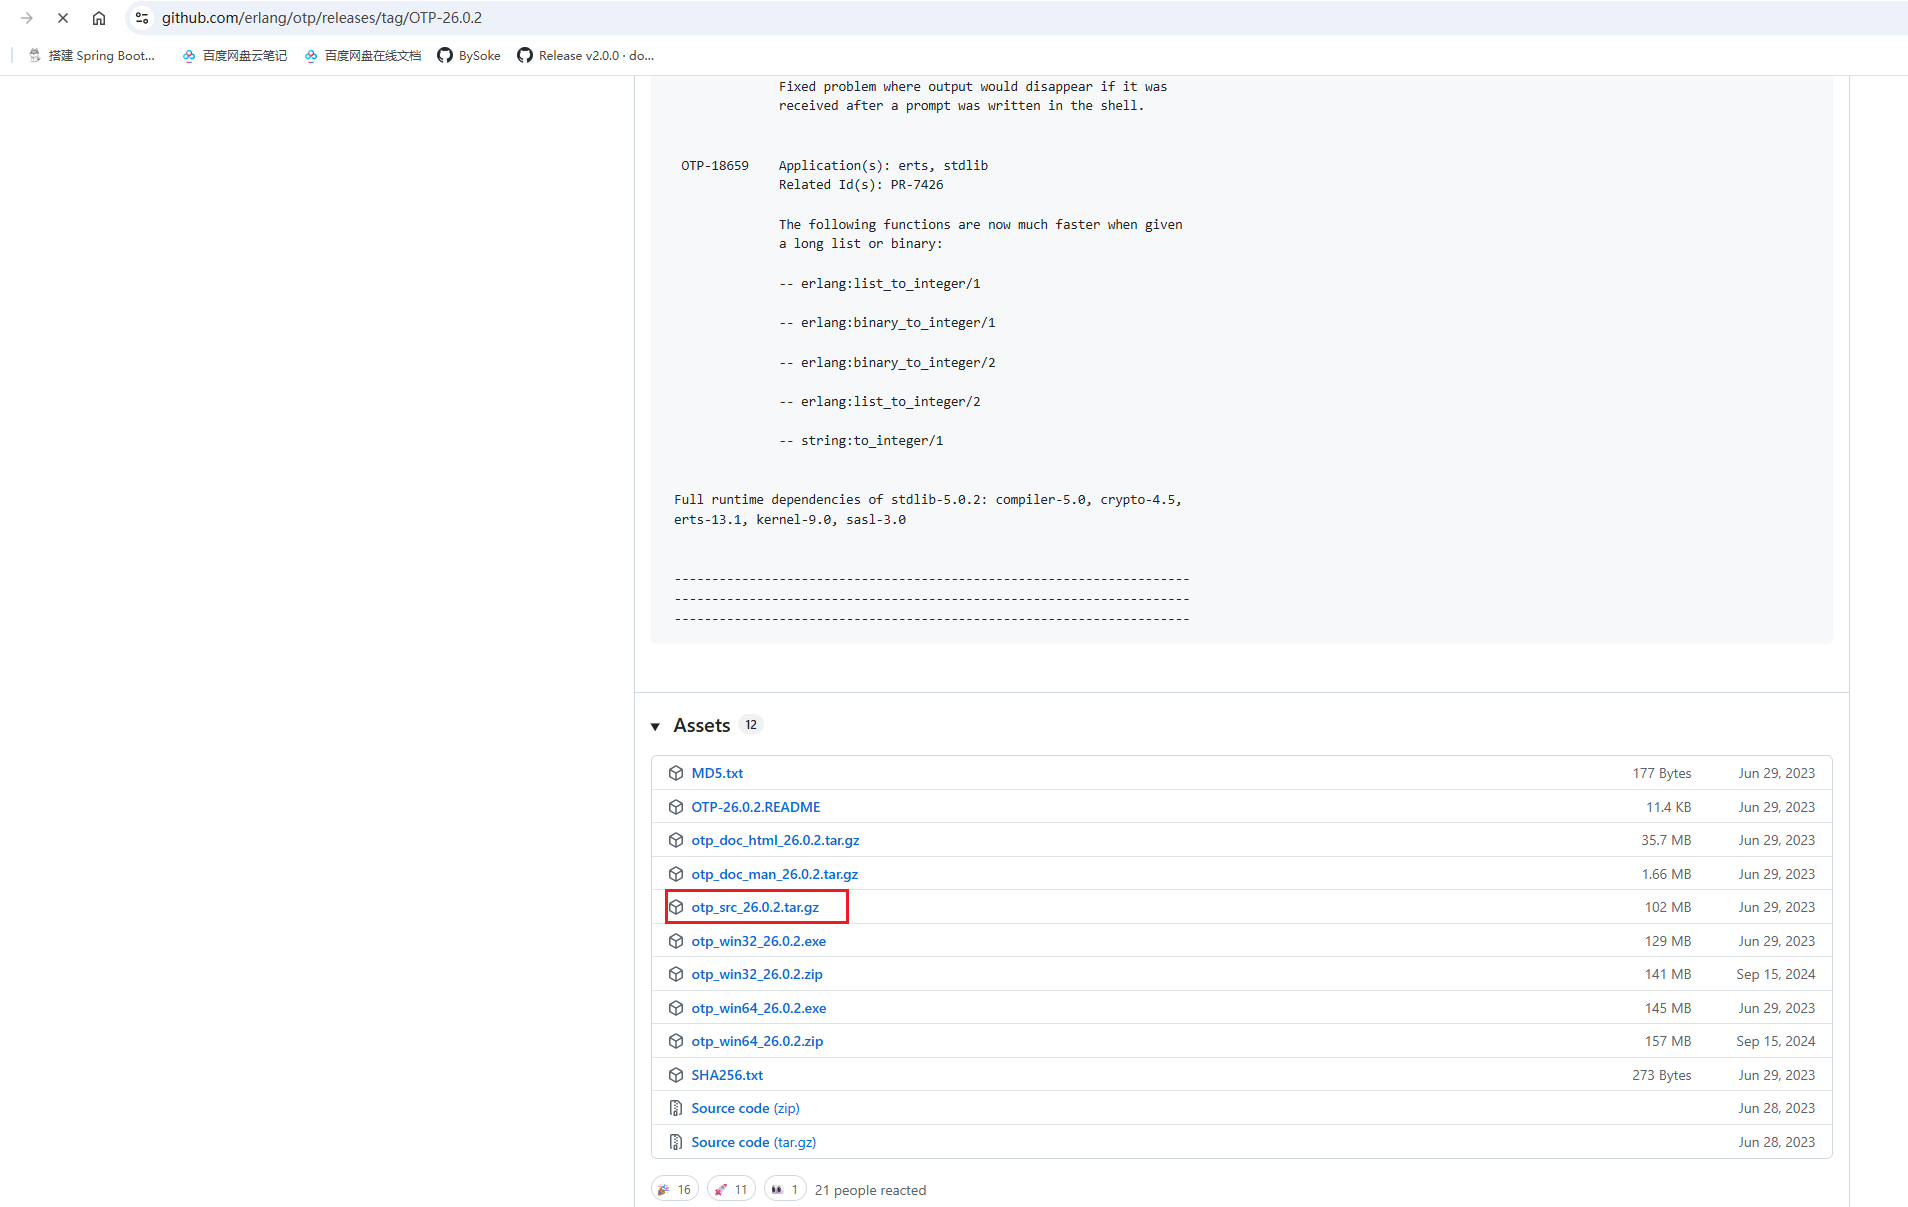 github.com/erlang/otp/releases/tag/OTP-26.0.2
搭建 Spring Boot... 百度网盘云笔记 百度网盘在线文档 BySoke Release v2.0.0 · do...
Fixed problem where output would disappear if it was
received after a prompt was written in the shell.
OTP-18659 Application(s): erts, stdlib
Related Id(s): PR-7426
The following functions are now much faster when given
a long list or binary:
-- erlang:list_to_integer/1
-- erlang:binary_to_integer/1
-- erlang:binary_to_integer/2
-- erlang:list_to_integer/2
-- string:to_integer/1
Full runtime dependencies of stdlib-5.0.2: compiler-5.0, crypto-4.5,
erts-13.1, kernel-9.0, sasl-3.0
---------------------------------------------------------------------
---------------------------------------------------------------------
---------------------------------------------------------------------
Assets 12
MD5.txt 177 Bytes Jun 29, 2023
OTP-26.0.2.README 11.4 KB Jun 29, 2023
otp_doc_html_26.0.2.tar.gz 35.7 MB Jun 29, 2023
otp_doc_man_26.0.2.tar.gz 1.66 MB Jun 29, 2023
otp_src_26.0.2.tar.gz 102 MB Jun 29, 2023
otp_win32_26.0.2.exe 129 MB Jun 29, 2023
otp_win32_26.0.2.zip 141 MB Sep 15, 2024
otp_win64_26.0.2.exe 145 MB Jun 29, 2023
otp_win64_26.0.2.zip 157 MB Sep 15, 2024
SHA256.txt 273 Bytes Jun 29, 2023
Source code (zip) Jun 28, 2023
Source code (tar.gz) Jun 28, 2023
16 11 1 21 people reacted